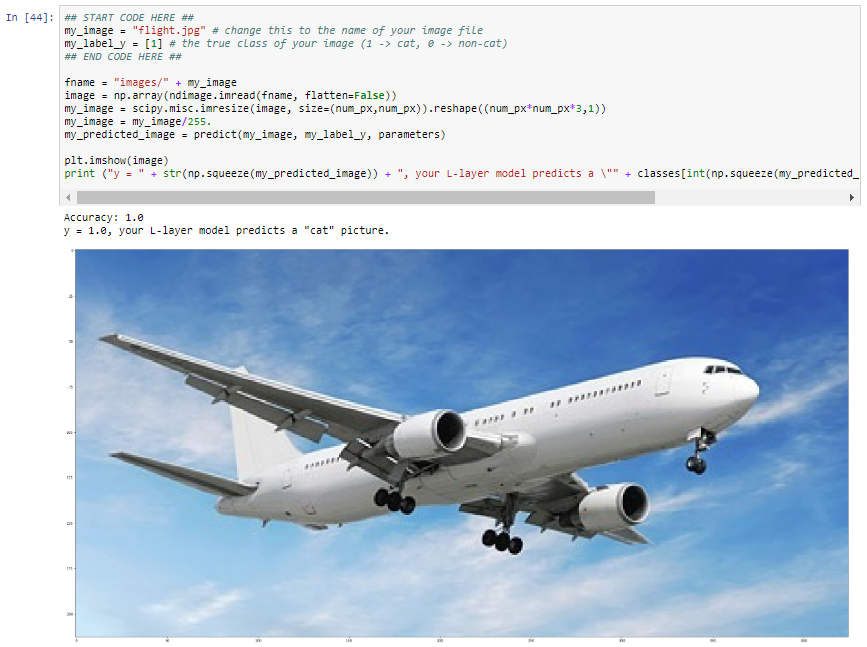 In [44]:
## START CODE HERE ##
my_image = "flight.jpg" # change this to the name of your image file
my_label_y = [1] # the true class of your image (1 -> cat, 0 -> non-cat)
## END CODE HERE ##
fname = "images/" + my_image
image = np.array(ndimage.imread(fname, flatten=False))
my_image = scipy.misc.imresize(image, size=(num_px,num_px)).reshape((num_px*num_px*3,1))
my_image = my_image/255.
my_predicted_image = predict(my_image, my_label_y, parameters)
plt.imshow(image)
print ("y = " + str(np.squeeze(my_predicted_image)) + ", your L-layer model predicts a \"" + classes[int(np.squeeze(my_predicted_
Accuracy: 1.0
y = 1.0, your L-layer model predicts a "cat" picture.